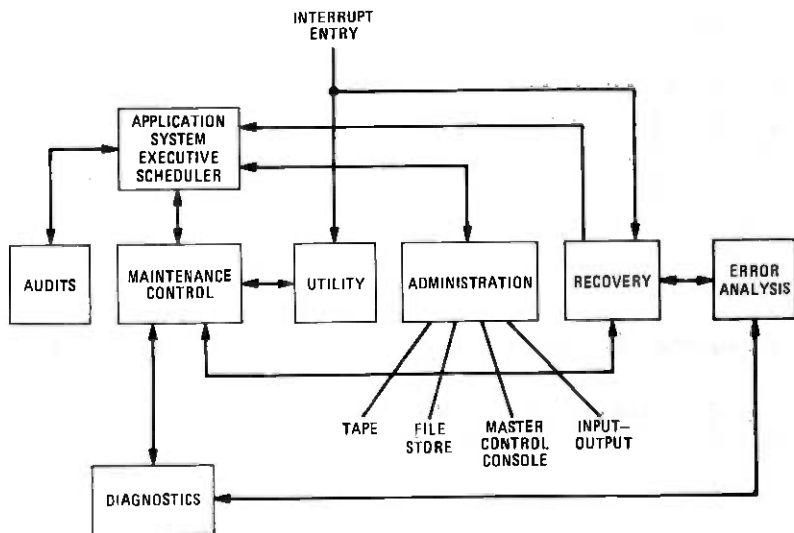 INTERRUPT
ENTRY
APPLICATION
SYSTEM
EXECUTIVE
SCHEDULER
AUDITS
MAINTENANCE
CONTROL
UTILITY
ADMINISTRATION
RECOVERY
ERROR
ANALYSIS
TAPE
FILE
STORE
MASTER
CONTROL
CONSOLE
INPUT–
OUTPUT
DIAGNOSTICS